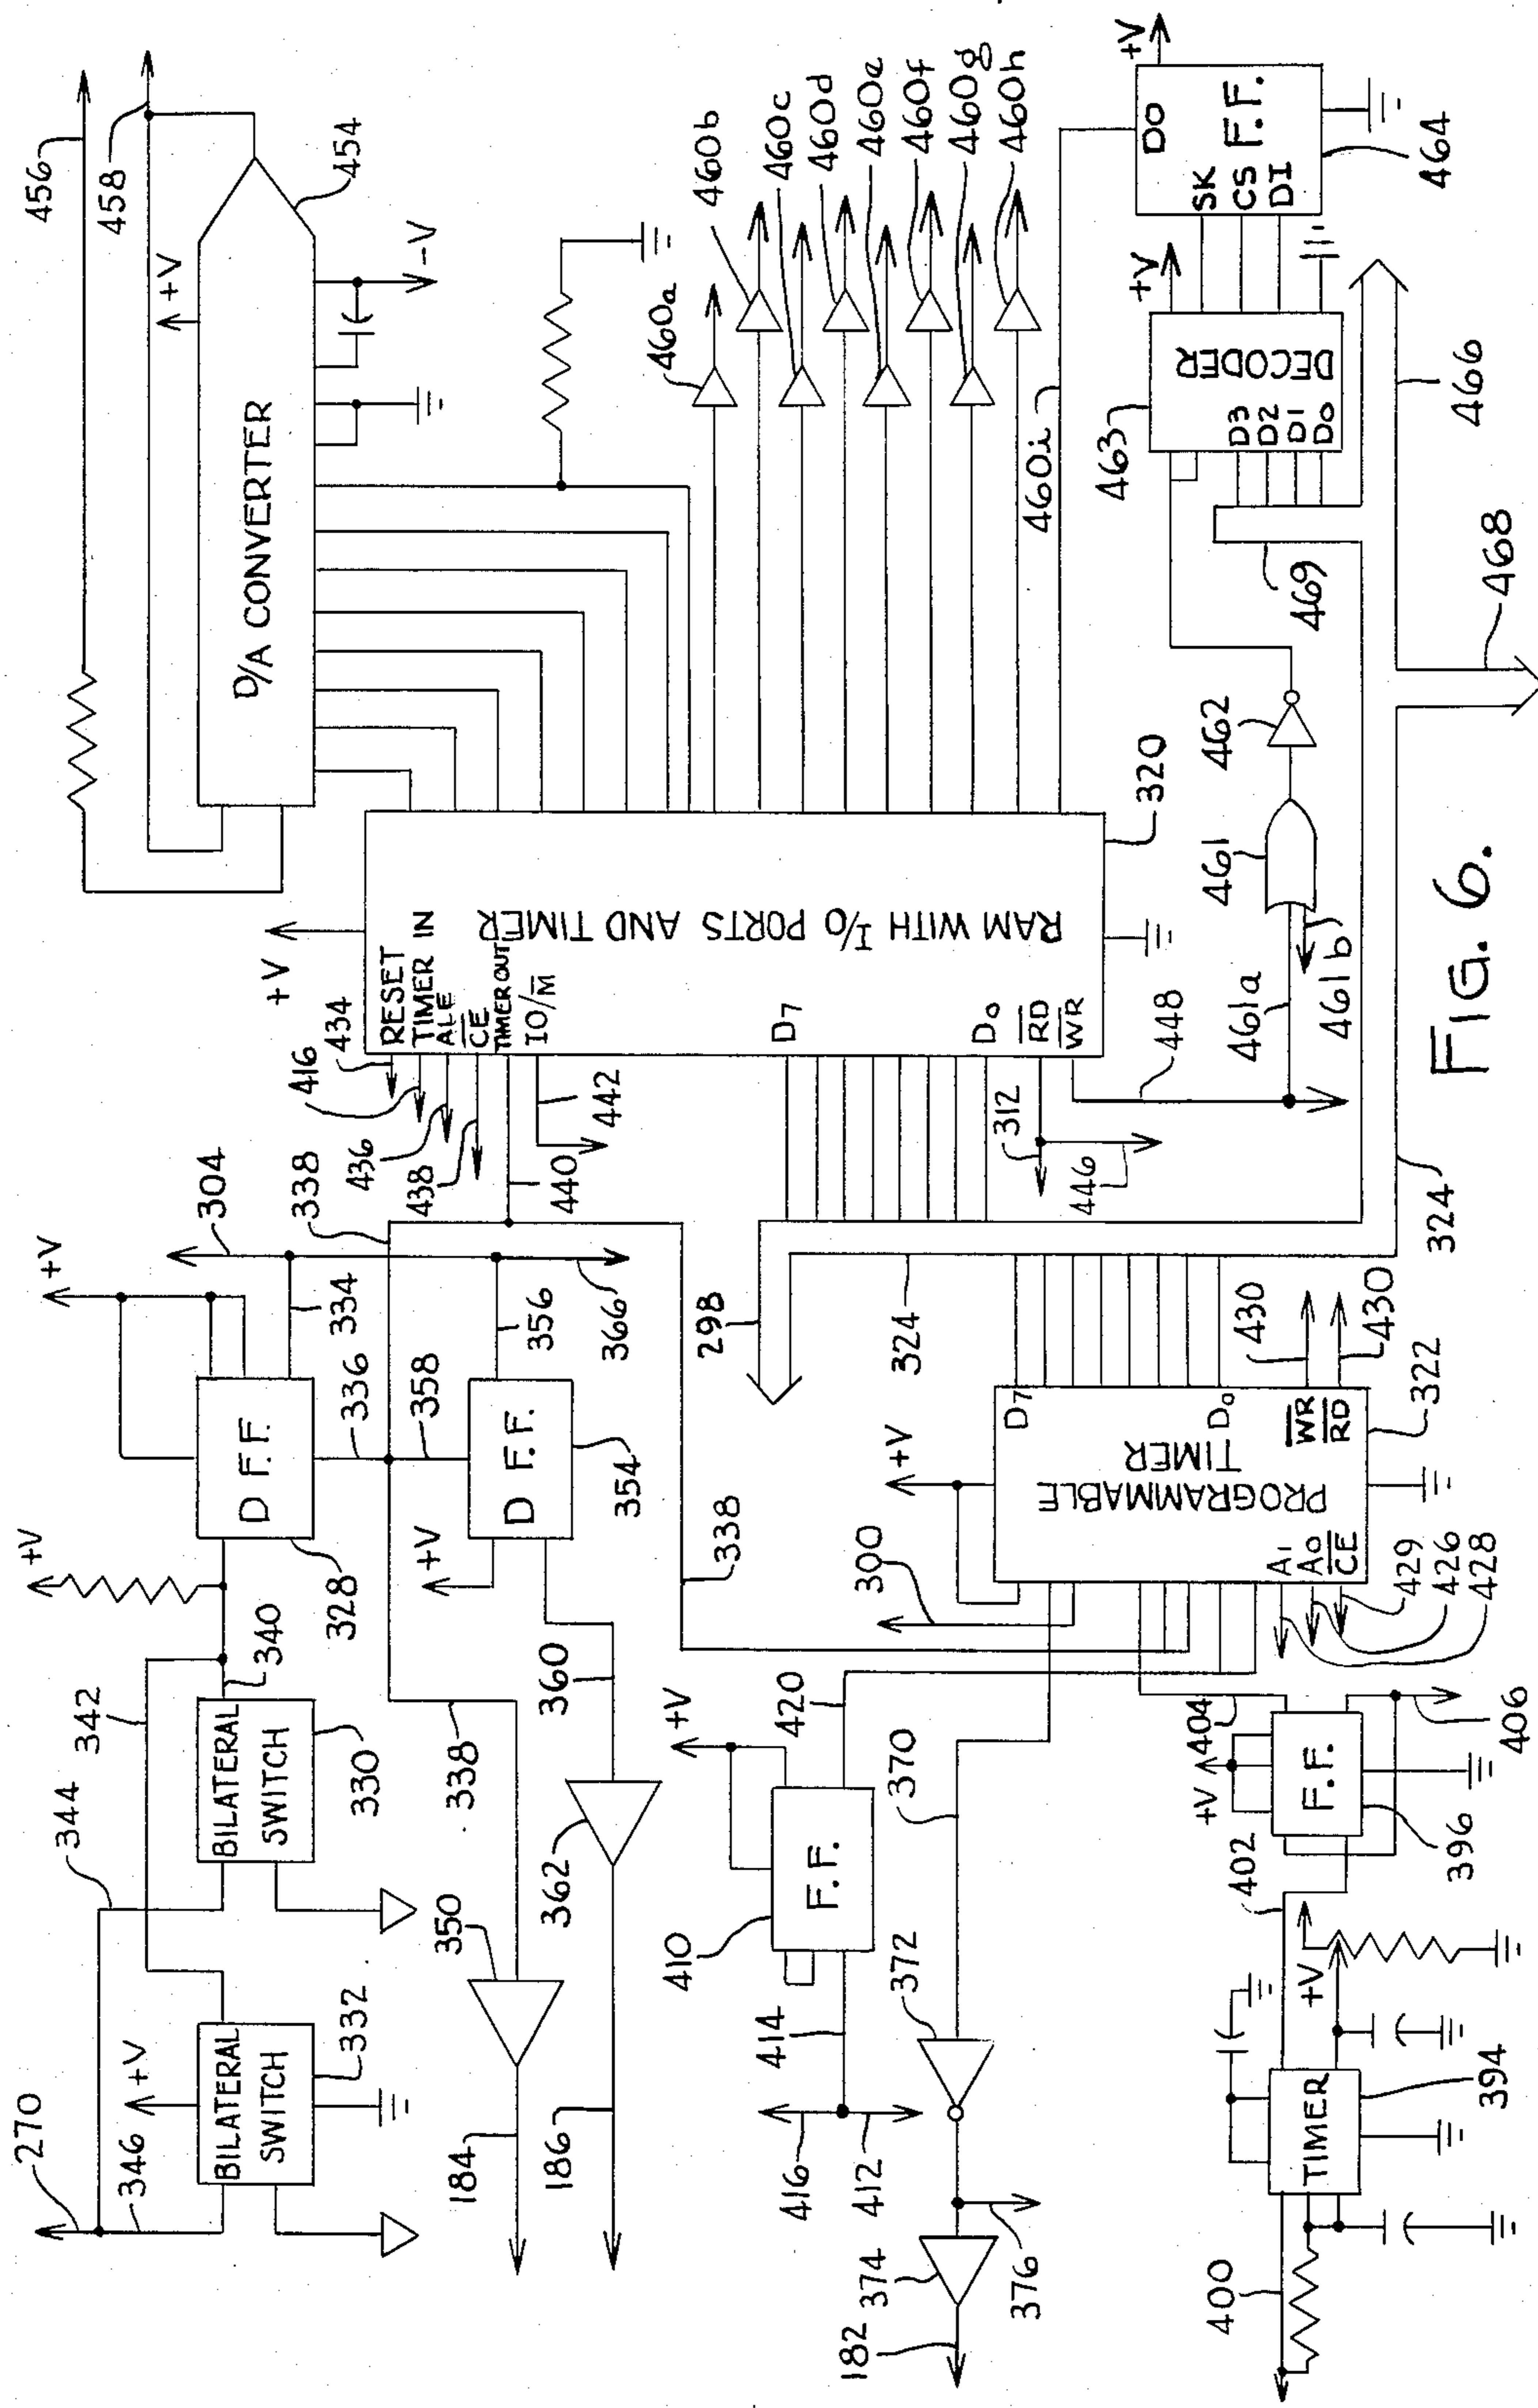 270
346
+V
BILATERAL
SWITCH
332
344
342
BILATERAL
SWITCH
330
340
+V
D F.F.
328
+V
334
304
336
338
358
356
366
+V
D F.F.
354
338
350
184
360
362
186
456
458
+V
D/A CONVERTER
454
-V
+V
RESET
TIMER IN
ALE
CE
TIMER OUT
IO/M
434
416
436
438
440
442
RAM WITH I/O PORTS AND TIMER
D7
D0
RD
WR
320
312
446
448
460a
460b
460c
460d
460e
460f
460g
460h
460i
+V
DO
SK
CS
DI
F.F.
464
+V
DECODER
D3
D2
D1
D0
463
469
466
468
461
461a
461b
462
298
324
324
338
300
+V
PROGRAMMABLE
TIMER
D7
D0
WR
RD
A1
A0
CE
430
430
322
429
426
428
+V
F.F.
410
420
414
416
412
370
372
374
376
182
400
TIMER
394
+V
402
404
+V
F.F.
396
406
FIG. 6.